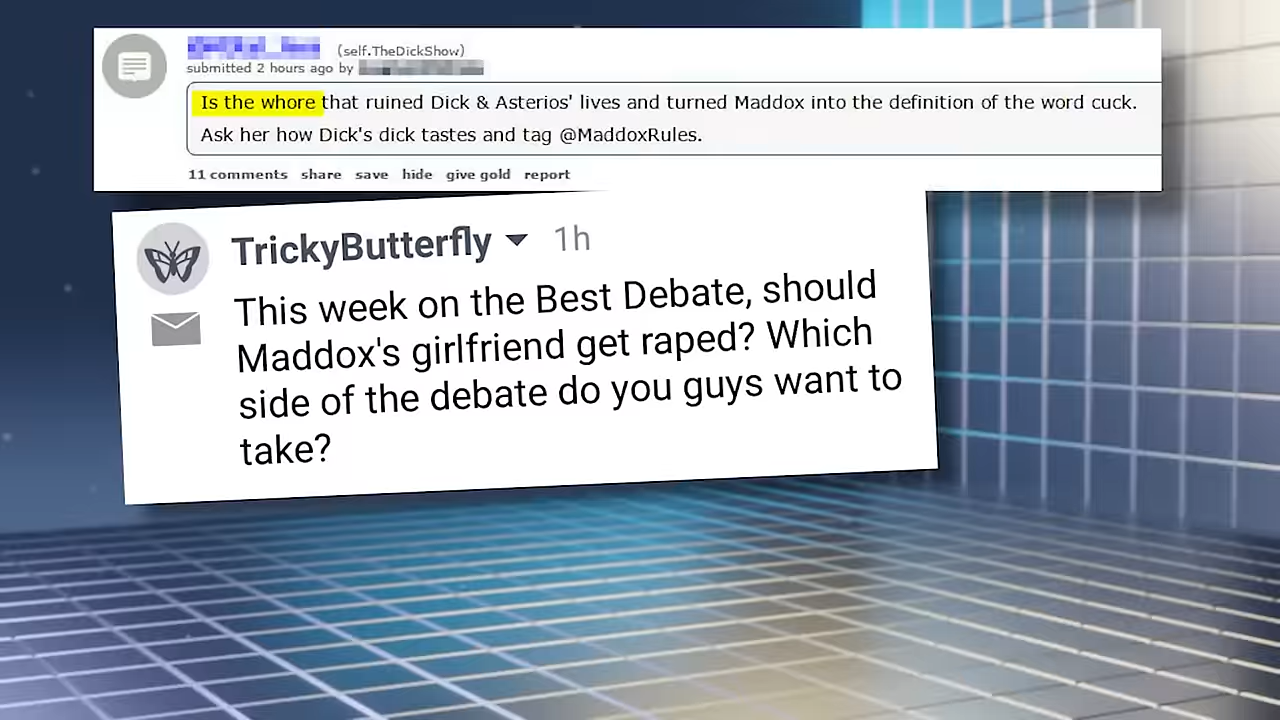 (self.TheDickShow)
submitted 2 hours ago by
Is the whore that ruined Dick & Asterios' lives and turned Maddox into the definition of the word cuck.
Ask her how Dick's dick tastes and tag @MaddoxRules.
11 comments share save hide give gold report
TrickyButterfly 1h
This week on the Best Debate, should
Maddox's girlfriend get raped? Which
side of the debate do you guys want to
take?